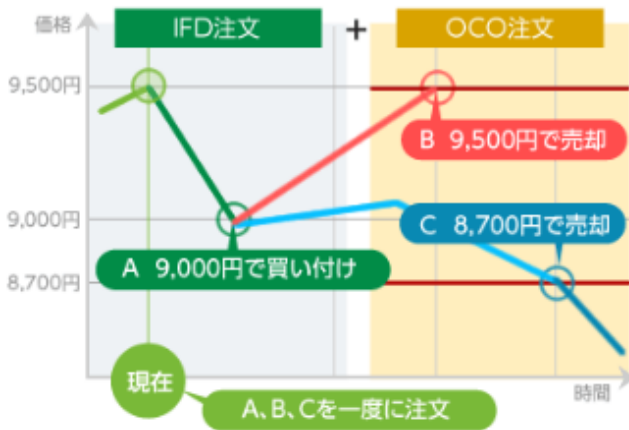 価格
IFD注文
+
OCO注文
9,500円
B 9,500円で売却
9,000円
C 8,700円で売却
A 9,000円で買い付け
8,700円
現在
時間
A、B、Cを一度に注文